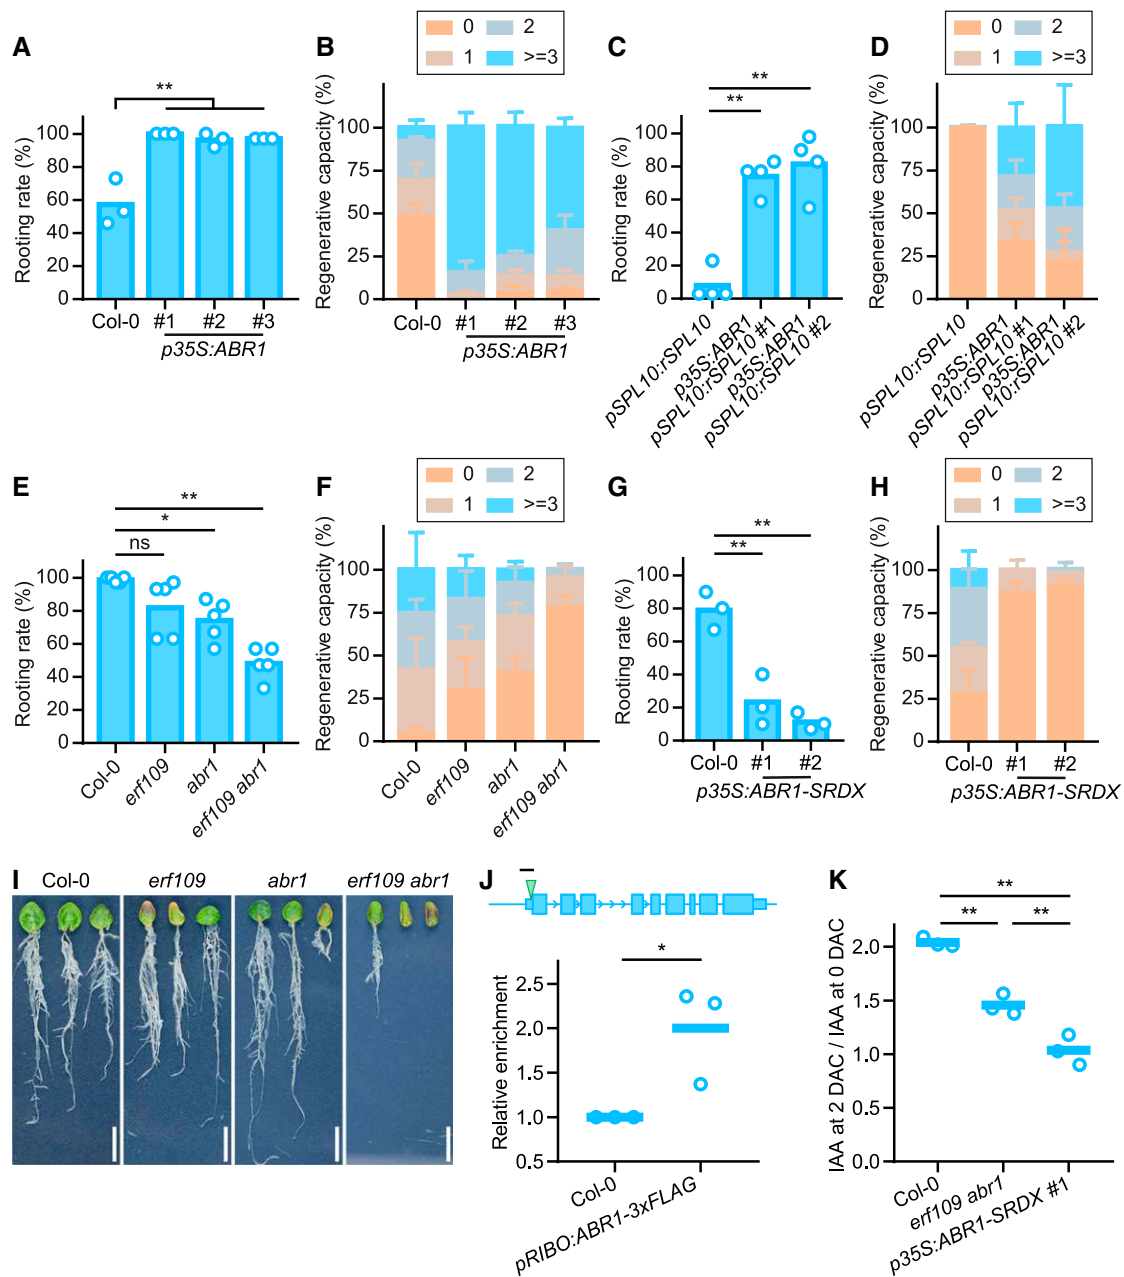 A
Rooting rate (%)
100
80
60
40
20
0
**
Col-0 #1 #2 #3
p35S:ABR1
B
0 2
1 >=3
Regenerative capacity (%)
100
75
50
25
0
Col-0 #1 #2 #3
p35S:ABR1
C
Rooting rate (%)
100
80
60
40
20
0
**
**
pSPL10:rSPL10
p35S:ABR1
pSPL10:rSPL10 #1
p35S:ABR1
pSPL10:rSPL10 #2
D
0 2
1 >=3
Regenerative capacity (%)
100
75
50
25
0
pSPL10:rSPL10
p35S:ABR1
pSPL10:rSPL10 #1
p35S:ABR1
pSPL10:rSPL10 #2
E
Rooting rate (%)
100
80
60
40
20
0
**
*
ns
Col-0
erf109
abr1
erf109 abr1
F
0 2
1 >=3
Regenerative capacity (%)
100
75
50
25
0
Col-0
erf109
abr1
erf109 abr1
G
Rooting rate (%)
100
80
60
40
20
0
**
**
Col-0 #1 #2
p35S:ABR1-SRDX
H
0 2
1 >=3
Regenerative capacity (%)
100
75
50
25
0
Col-0 #1 #2
p35S:ABR1-SRDX
I
Col-0 erf109 abr1 erf109 abr1
J
Relative enrichment
2.5
2.0
1.5
1.0
0.5
*
Col-0
pRIBO:ABR1-3xFLAG
K
IAA at 2 DAC / IAA at 0 DAC
2.0
1.5
1.0
0.5
0.0
**
** **
Col-0
erf109 abr1
p35S:ABR1-SRDX #1